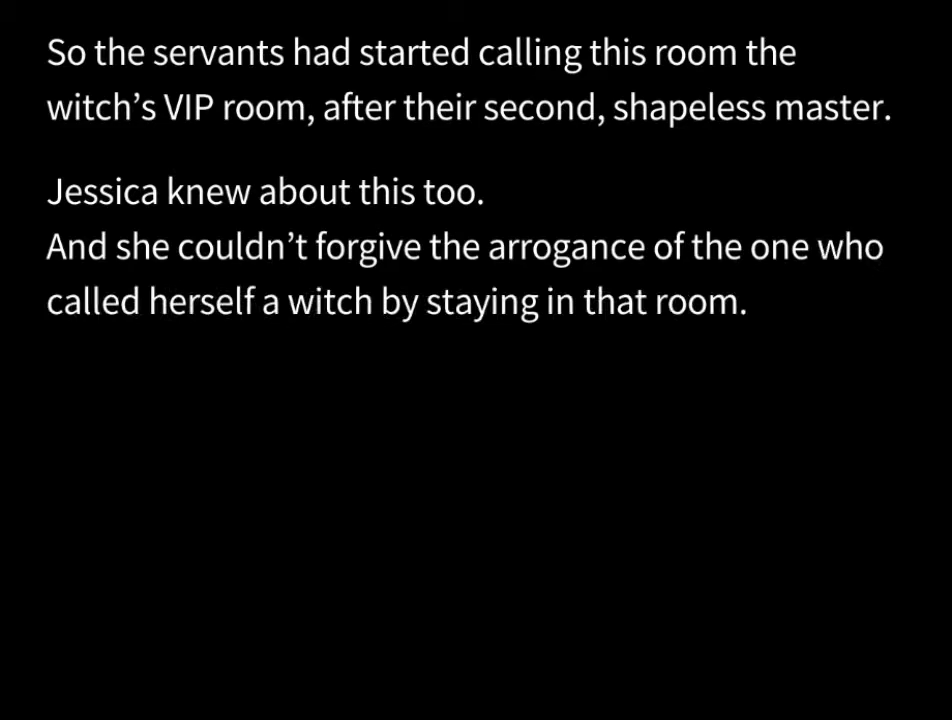 So the servants had started calling this room the
witch’s VIP room, after their second, shapeless master.
Jessica knew about this too.
And she couldn’t forgive the arrogance of the one who
called herself a witch by staying in that room.